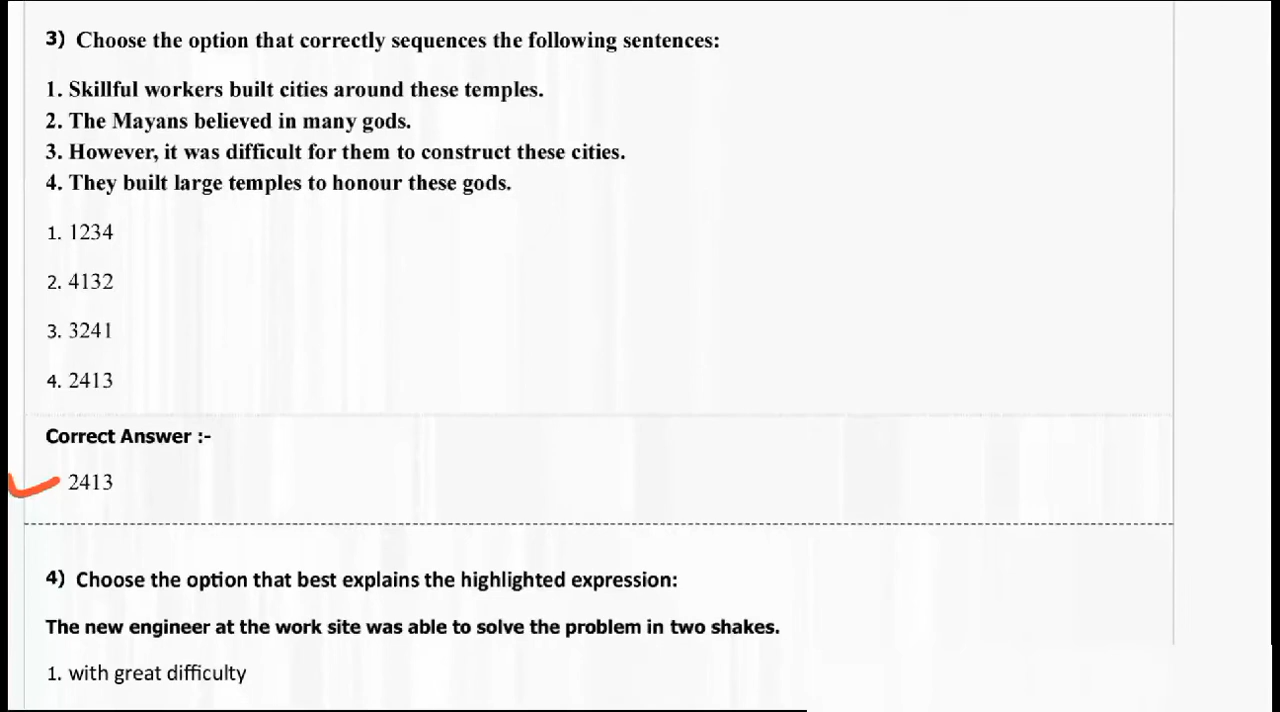 3) Choose the option that correctly sequences the following sentences:
1. Skillful workers built cities around these temples.
2. The Mayans believed in many gods.
3. However, it was difficult for them to construct these cities.
4. They built large temples to honour these gods.
1. 1234
2. 4132
3. 3241
4. 2413
Correct Answer :-
2413
4) Choose the option that best explains the highlighted expression:
The new engineer at the work site was able to solve the problem in two shakes.
1. with great difficulty